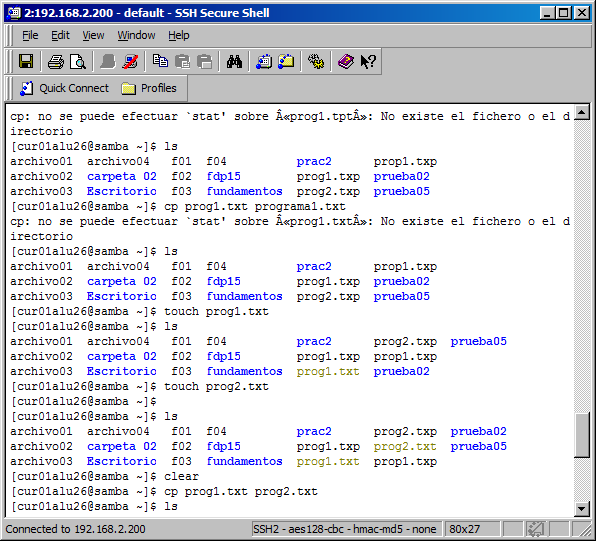 2:192.168.2.200 - default - SSH Secure Shell
File Edit View Window Help
Quick Connect Profiles
cp: no se puede efectuar `stat' sobre Â«prog1.tptÂ»: No existe el fichero o el d
irectorio
[cur01alu26@samba ~]$ ls
archivo01 archivo04 f01 f04 prac2 prop1.txp
archivo02 carpeta 02 f02 fdp15 prog1.txp prueba02
archivo03 Escritorio f03 fundamentos prog2.txp prueba05
[cur01alu26@samba ~]$ cp prog1.txt programa1.txt
cp: no se puede efectuar `stat' sobre Â«prog1.txtÂ»: No existe el fichero o el d
irectorio
[cur01alu26@samba ~]$ ls
archivo01 archivo04 f01 f04 prac2 prop1.txp
archivo02 carpeta 02 f02 fdp15 prog1.txp prueba02
archivo03 Escritorio f03 fundamentos prog2.txp prueba05
[cur01alu26@samba ~]$ touch prog1.txt
[cur01alu26@samba ~]$ ls
archivo01 archivo04 f01 f04 prac2 prog2.txp prueba05
archivo02 carpeta 02 f02 fdp15 prog1.txp prop1.txp
archivo03 Escritorio f03 fundamentos prog1.txt prueba02
[cur01alu26@samba ~]$ touch prog2.txt
[cur01alu26@samba ~]$
[cur01alu26@samba ~]$ ls
archivo01 archivo04 f01 f04 prac2 prog2.txp prueba02
archivo02 carpeta 02 f02 fdp15 prog1.txp prog2.txt prueba05
archivo03 Escritorio f03 fundamentos prog1.txt prop1.txp
[cur01alu26@samba ~]$ clear
[cur01alu26@samba ~]$ cp prog1.txt prog2.txt
[cur01alu26@samba ~]$ ls
Connected to 192.168.2.200 SSH2 - aes128-cbc - hmac-md5 - none 80x27